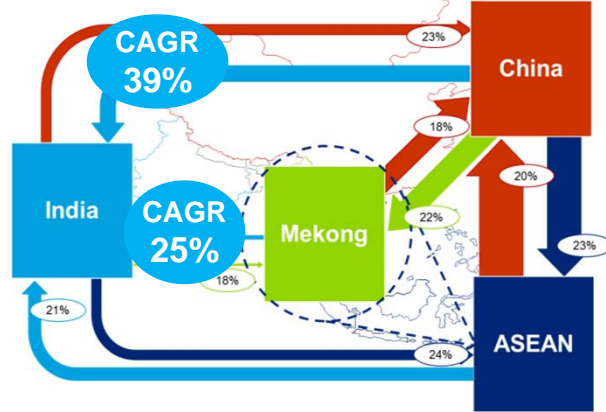 CAGR
39%
23%
China
18%
20%
India
CAGR
25%
Mekong
22%
23%
18%
21%
24%
ASEAN